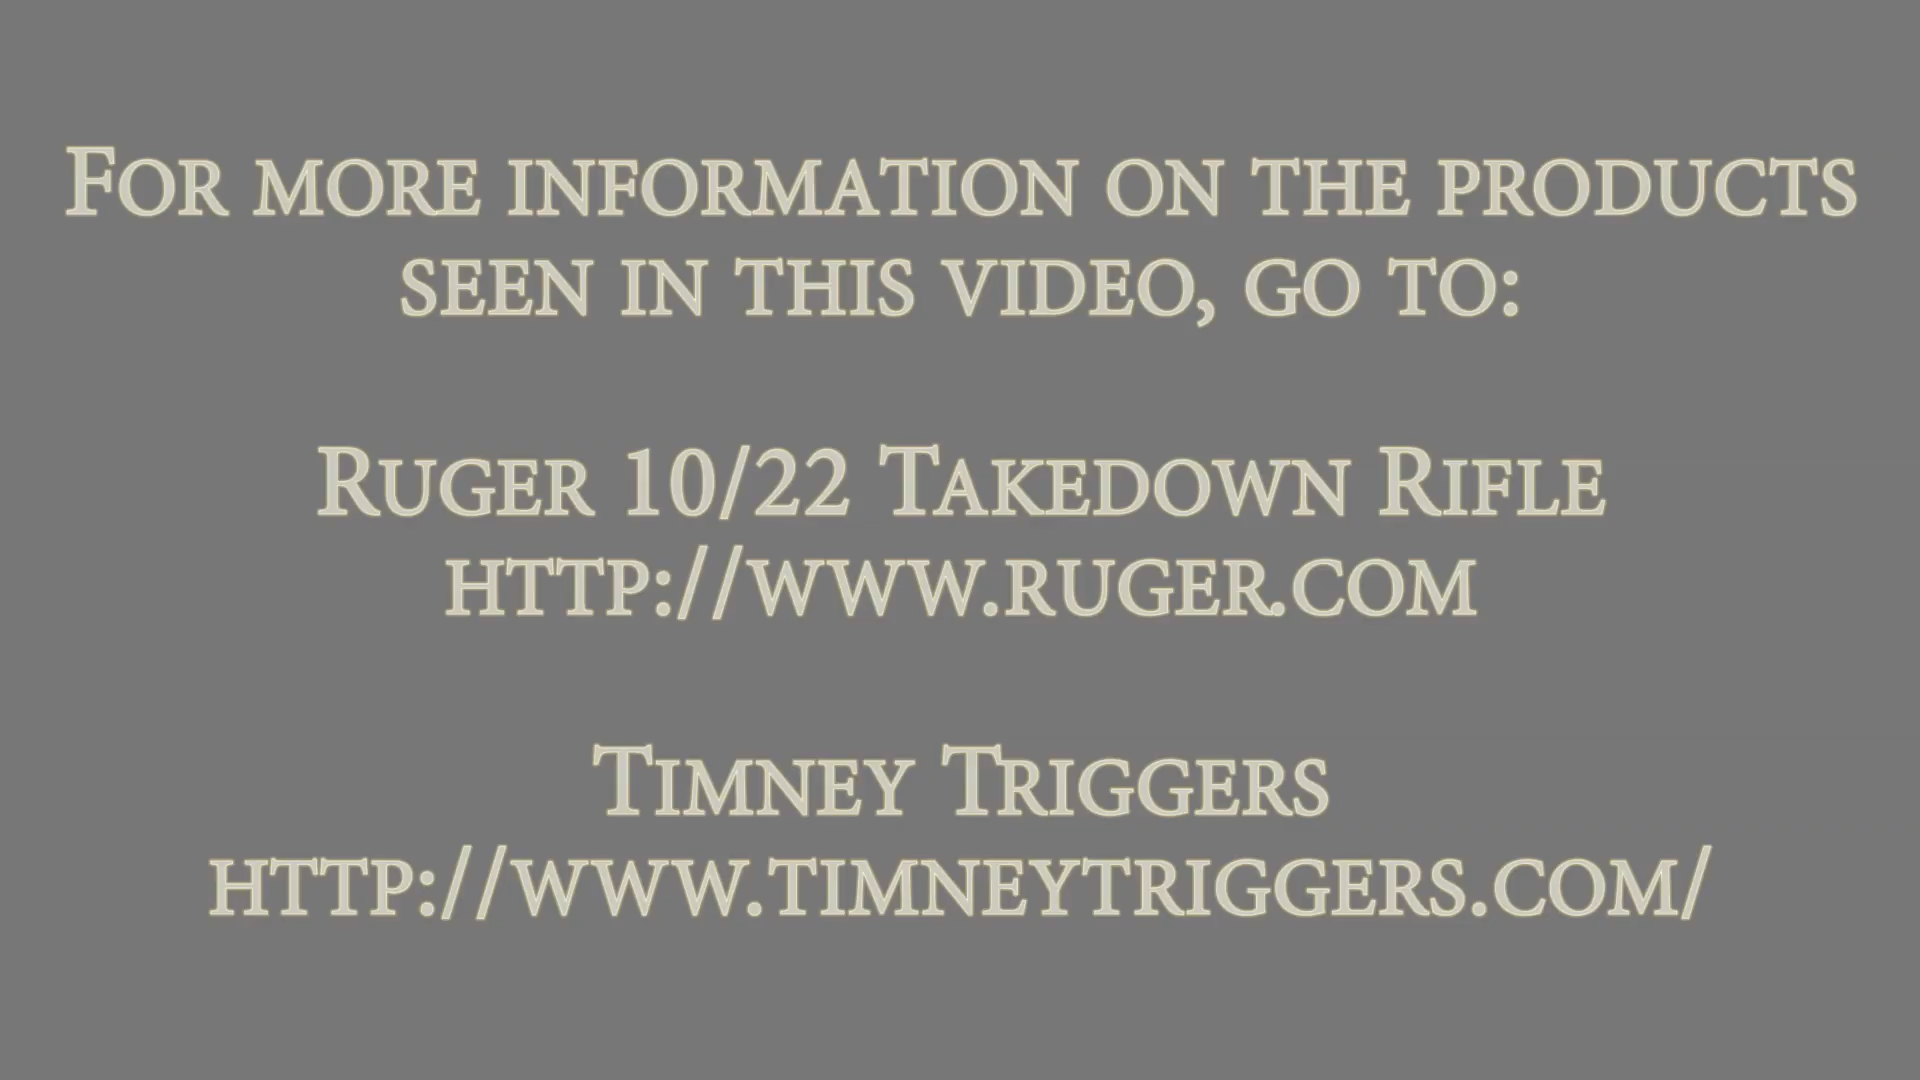 For more information on the products
seen in this video, go to:
Ruger 10/22 Takedown Rifle
http://www.ruger.com
Timney Triggers
http://www.timneytriggers.com/